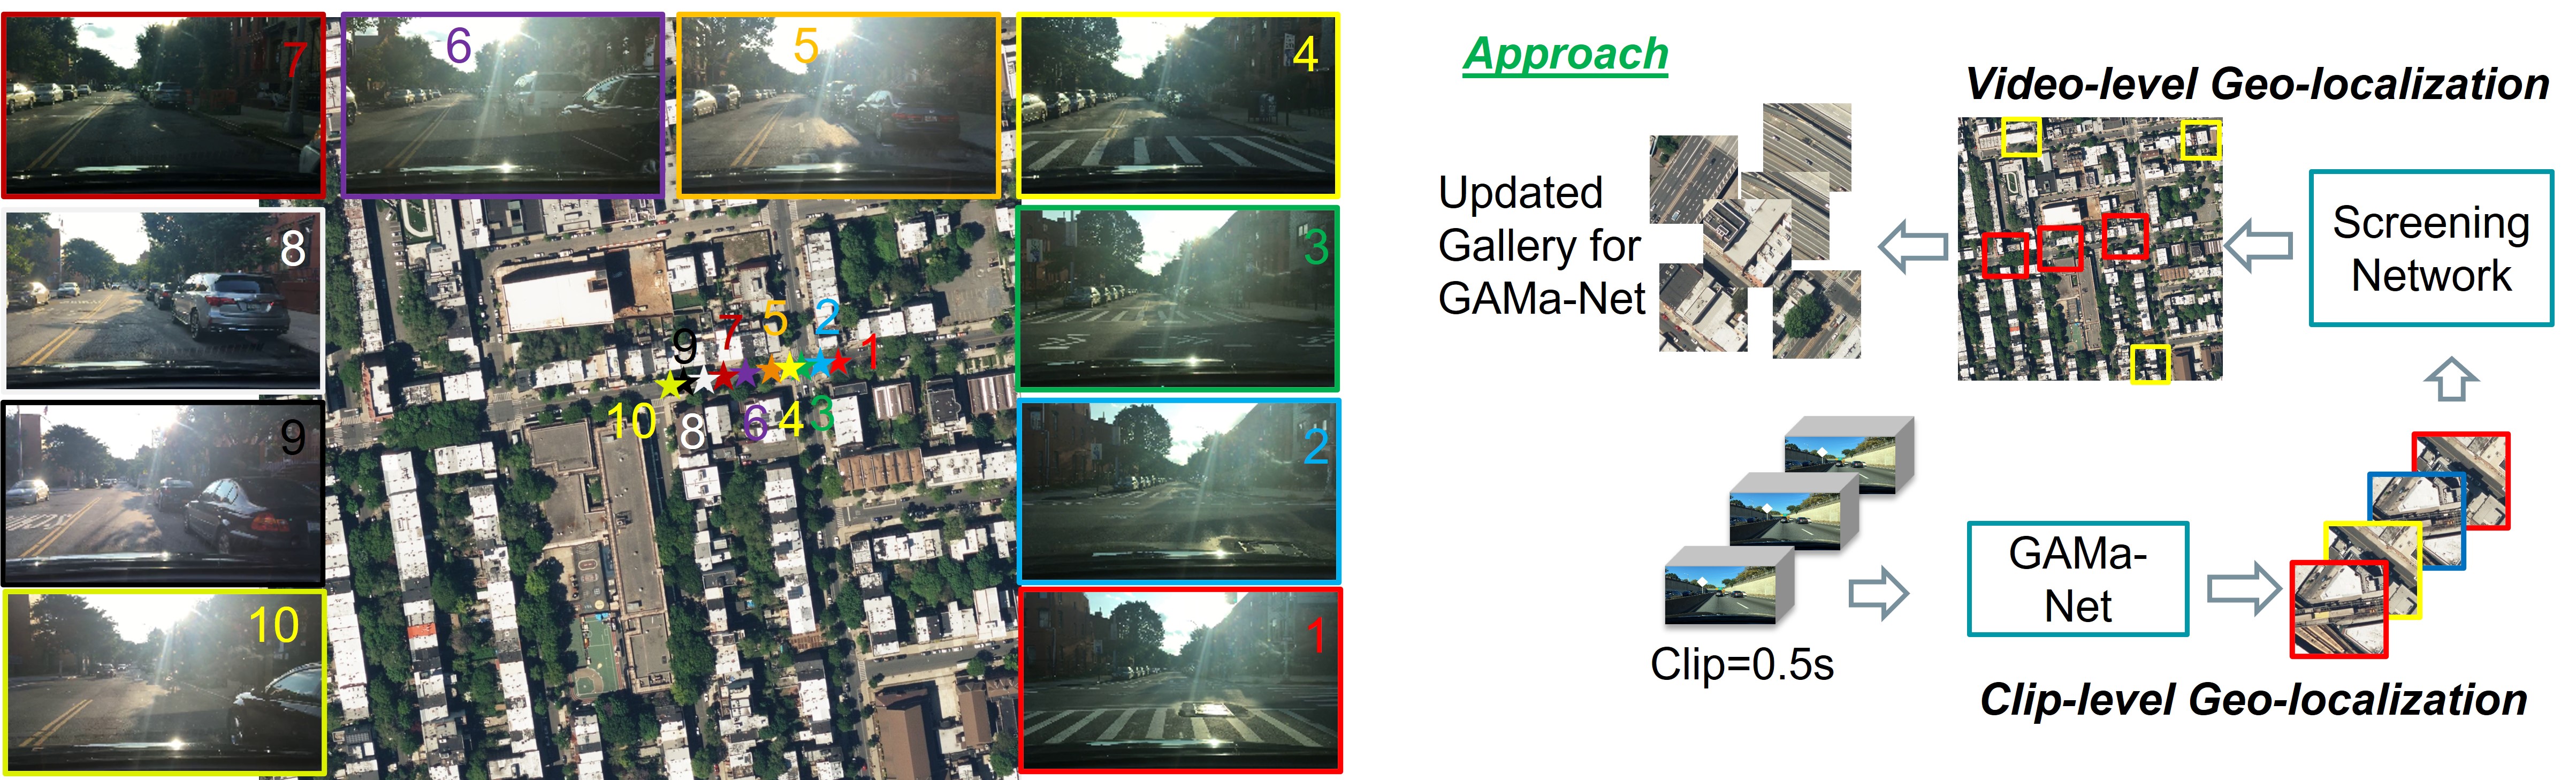 7
6
5
4
8
3
9
2
10
1
9
7
5
2
1
10
8
6
4
3
Approach
Updated
Gallery for
GAMa-Net
Video-level Geo-localization
Screening
Network
Clip=0.5s
GAMa-
Net
Clip-level Geo-localization